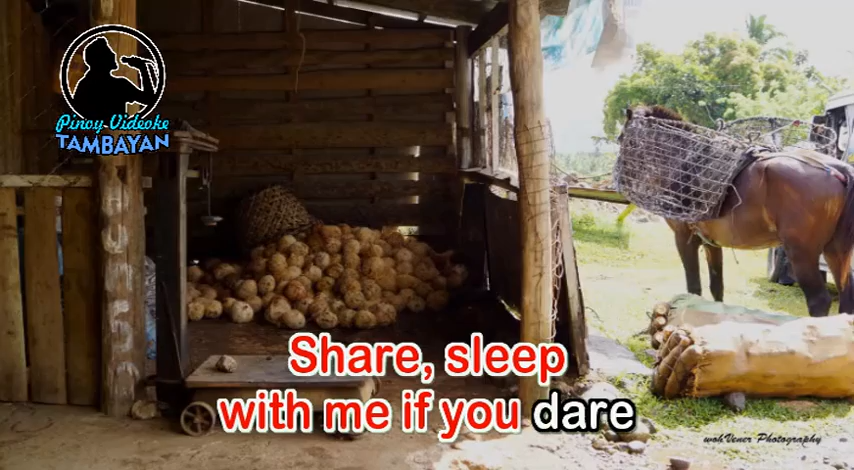 Pinoy Videoke
TAMBAYAN
Share, sleep
with me if you dare
wohVener Photography